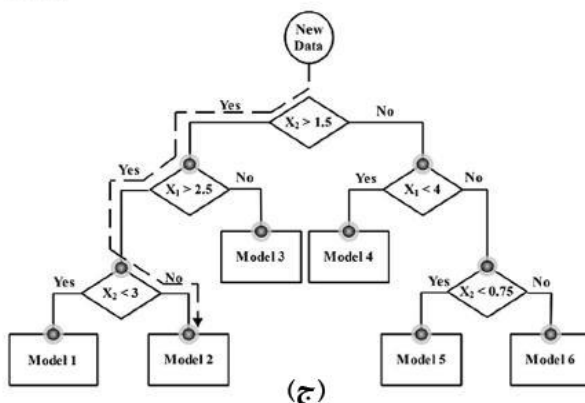 New
Data
Yes
X₂ > 1.5
No
Yes
X₁ > 2.5
No
Yes
X₁ < 4
No
Model 3
Model 4
Yes
X₂ < 3
No
Yes
X₂ < 0.75
No
Model 1
Model 2
Model 5
Model 6
(ج)